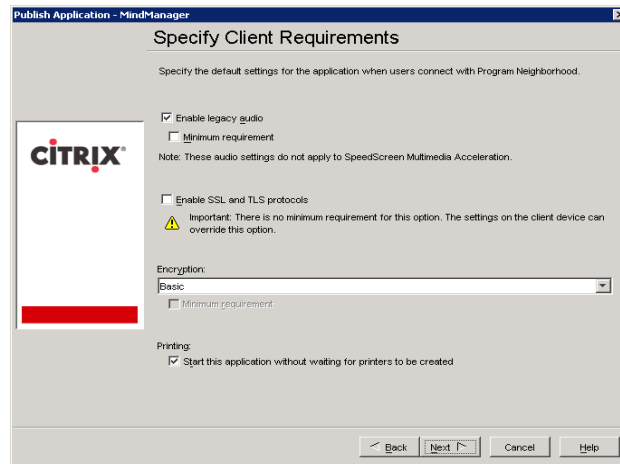 Publish Application - MindManager
Specify Client Requirements
Specify the default settings for the application when users connect with Program Neighborhood.
Enable legacy audio
Minimum requirement
Note: These audio settings do not apply to SpeedScreen Multimedia Acceleration.
CiTRIX
Enable SSL and TLS protocols
Important: There is no minimum requirement for this option. The settings on the client device can
override this option.
Encryption:
Basic
Minimum requirement
Printing:
Start this application without waiting for printers to be created
< Back
Next >
Cancel
Help